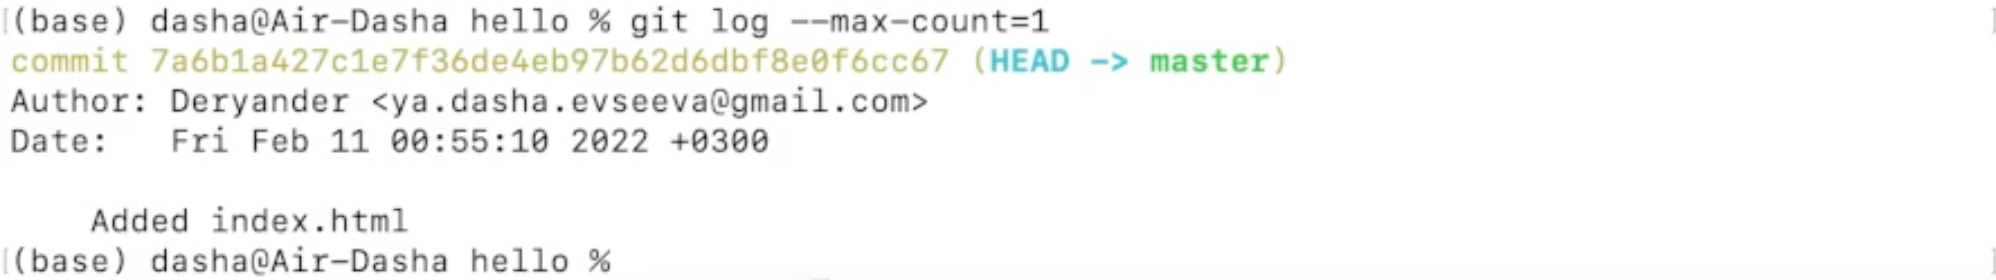 (base) dasha@Air-Dasha hello % git log --max-count=1
commit 7a6b1a427c1e7f36de4eb97b62d6dbf8e0f6cc67 (HEAD -> master)
Author: Deryander <ya.dasha.evseeva@gmail.com>
Date:   Fri Feb 11 00:55:10 2022 +0300
    Added index.html
(base) dasha@Air-Dasha hello %